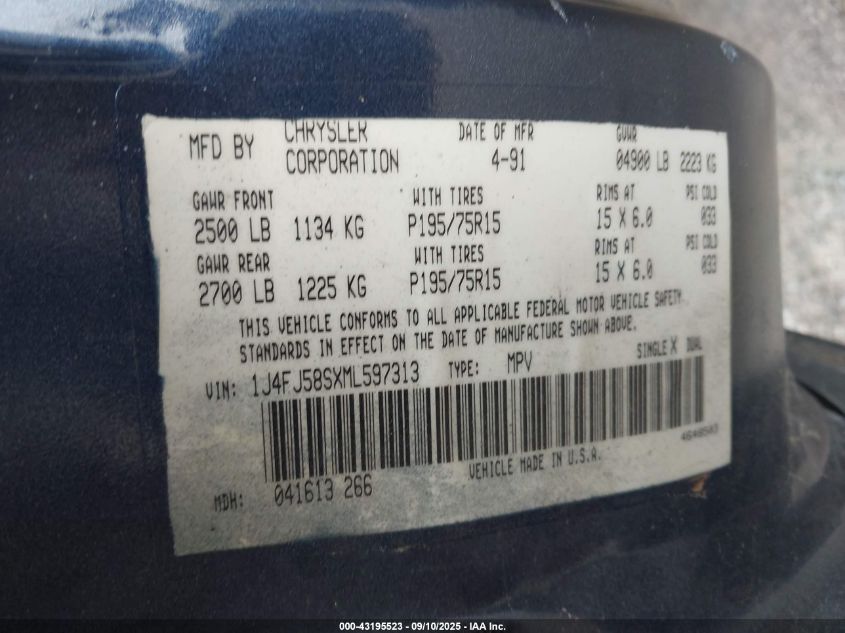 MFD BY CHRYSLER CORPORATION DATE OF MFR 4-91 GVWR 04900 LB 2223 KG
GAWR FRONT WITH TIRES RIMS AT PSI COLD
2500 LB 1134 KG P195/75R15 15 X 6.0 033
GAWR REAR WITH TIRES RIMS AT PSI COLD
2700 LB 1225 KG P195/75R15 15 X 6.0 033
THIS VEHICLE CONFORMS TO ALL APPLICABLE FEDERAL MOTOR VEHICLE SAFETY
STANDARDS IN EFFECT ON THE DATE OF MANUFACTURE SHOWN ABOVE.
SINGLE X DUAL
VIN: 1J4FJ58SXML597313 TYPE: MPV
4648503
VEHICLE MADE IN U.S.A.
MDH: 041613 266
000-43195523 - 09/10/2025 - IAA Inc.